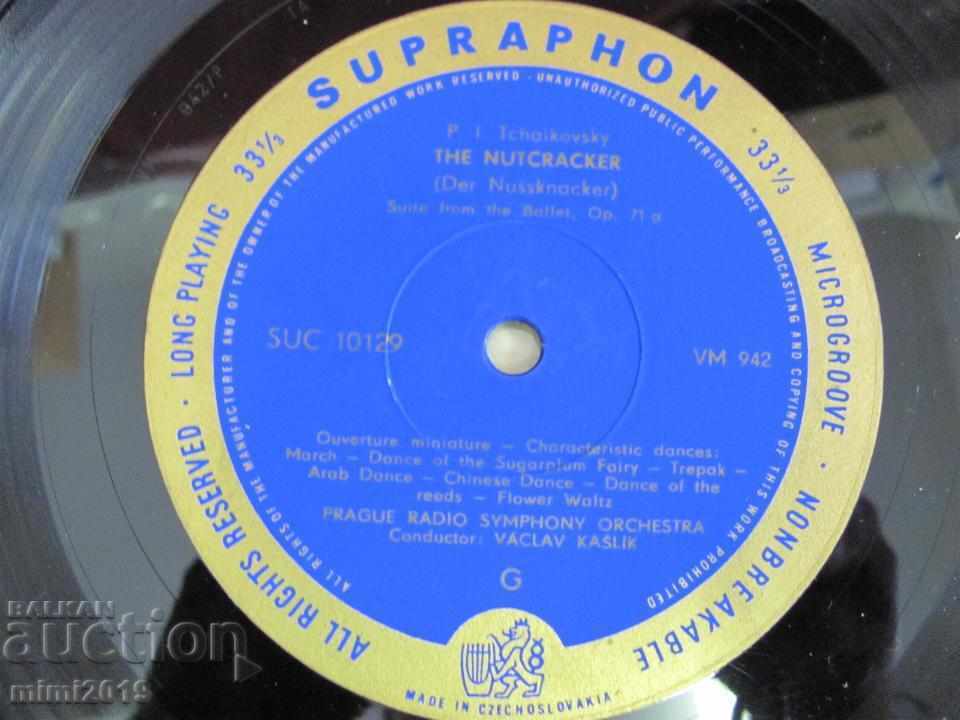 SUPRAPHON
33⅓
33⅓
ALL RIGHTS RESERVED · LONG PLAYING
MICROGROOVE · NONBREAKABLE
ALL RIGHTS OF THE MANUFACTURER AND OF THE OWNER OF THE MANUFACTURED WORK RESERVED · UNAUTHORIZED PUBLIC PERFORMANCE BROADCASTING AND COPYING OF THIS WORK PROHIBITED
P I Tchaikovsky
THE NUTCRACKER
(Der Nussknacker)
Suite from the Ballet, Op. 71 a
SUC 10129
VM 942
Ouverture miniature – Characteristic dances:
March – Dance of the Sugarplum Fairy – Trepak –
Arab Dance – Chinese Dance – Dance of the
reeds – Flower Waltz
PRAGUE RADIO SYMPHONY ORCHESTRA
Conductor: VÁCLAV KAŠLÍK
G
MADE IN CZECHOSLOVAKIA
BALKAN
auction
mimi2019